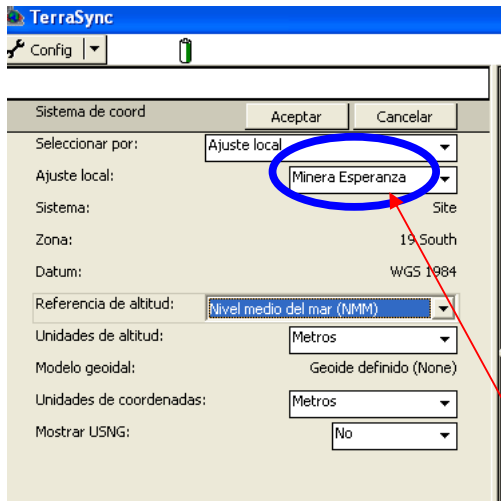 TerraSync
Config
Sistema de coord Aceptar Cancelar
Seleccionar por: Ajuste local
Ajuste local: Minera Esperanza
Sistema: Site
Zona: 19 South
Datum: WGS 1984
Referencia de altitud: Nivel medio del mar (NMM)
Unidades de altitud: Metros
Modelo geoidal: Geoide definido (None)
Unidades de coordenadas: Metros
Mostrar USNG: No